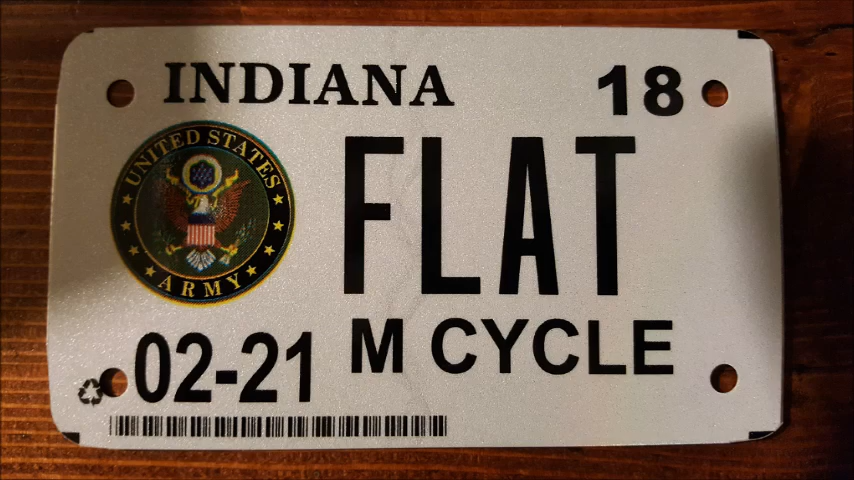 INDIANA 18
UNITED STATES
ARMY
FLAT
02-21 M CYCLE